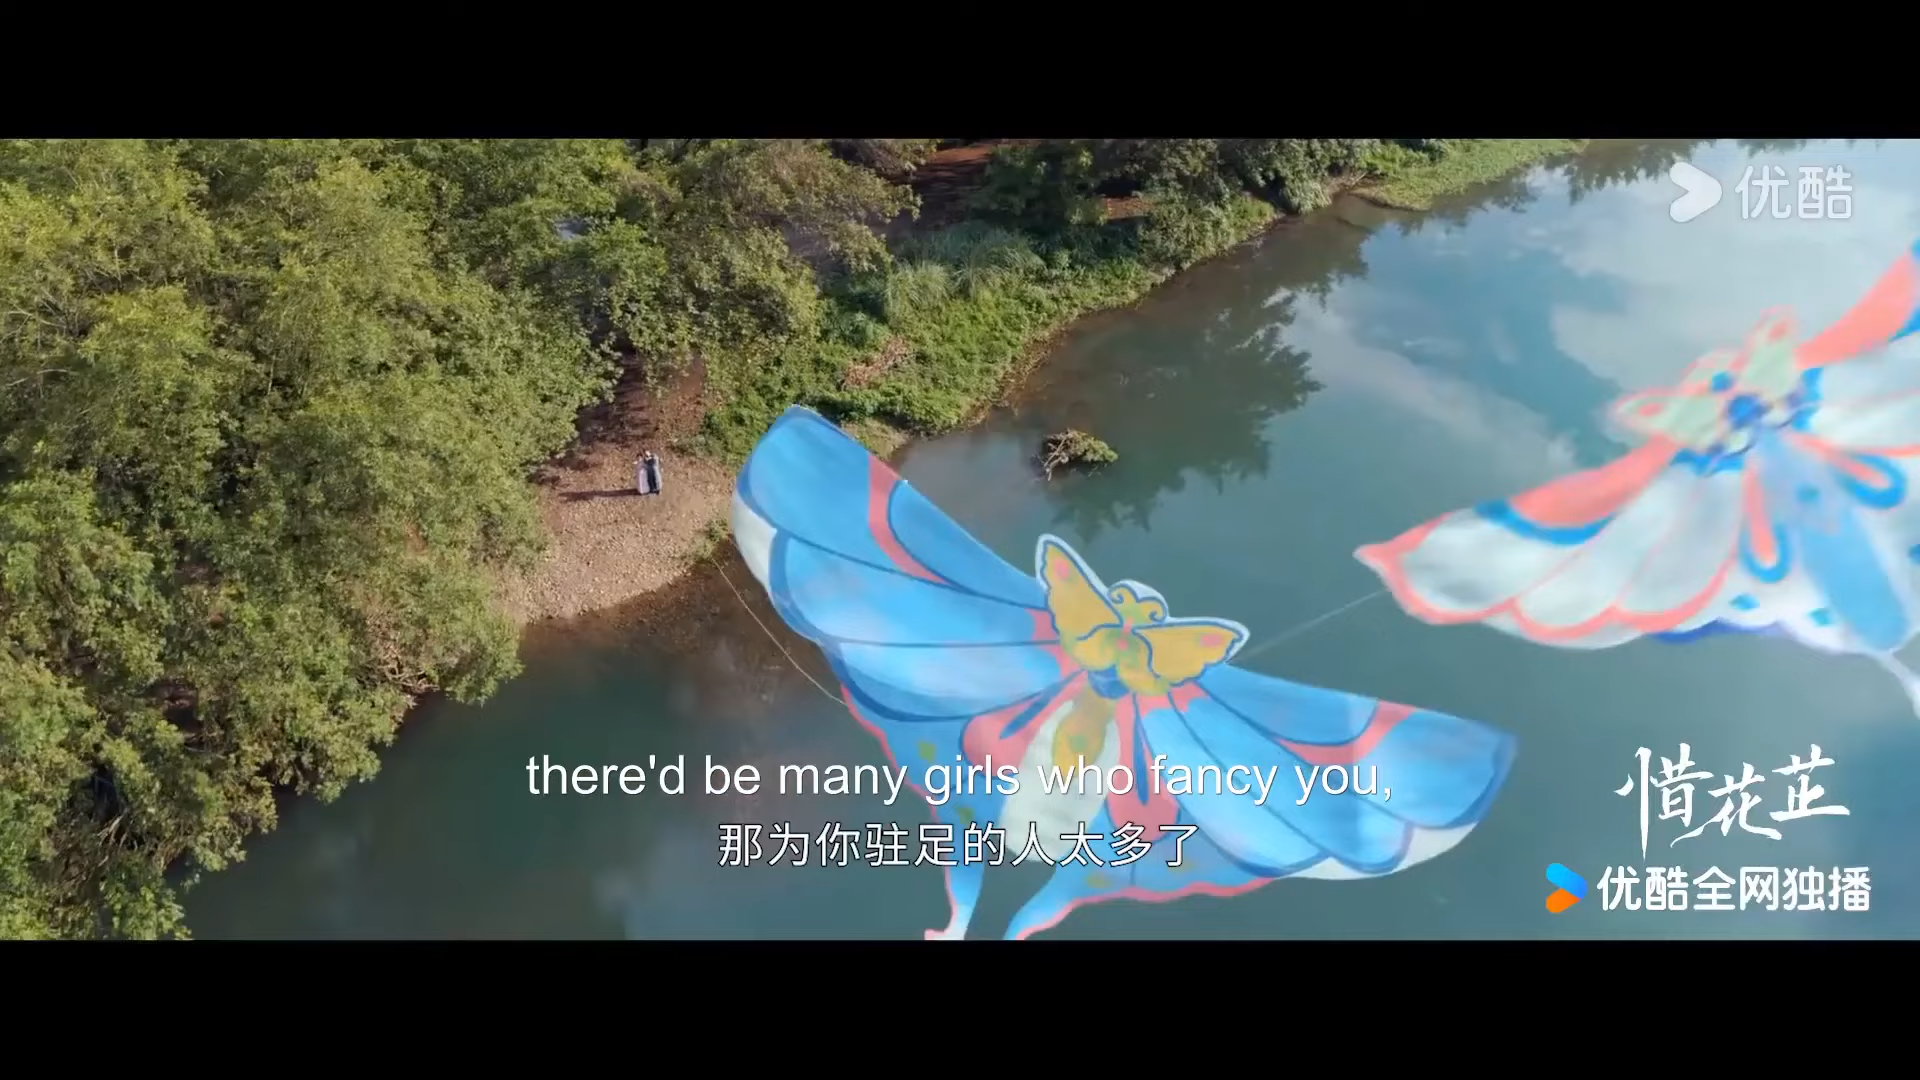 优酷
there'd be many girls who fancy you,
那为你驻足的人太多了
惜花芷
优酷全网独播